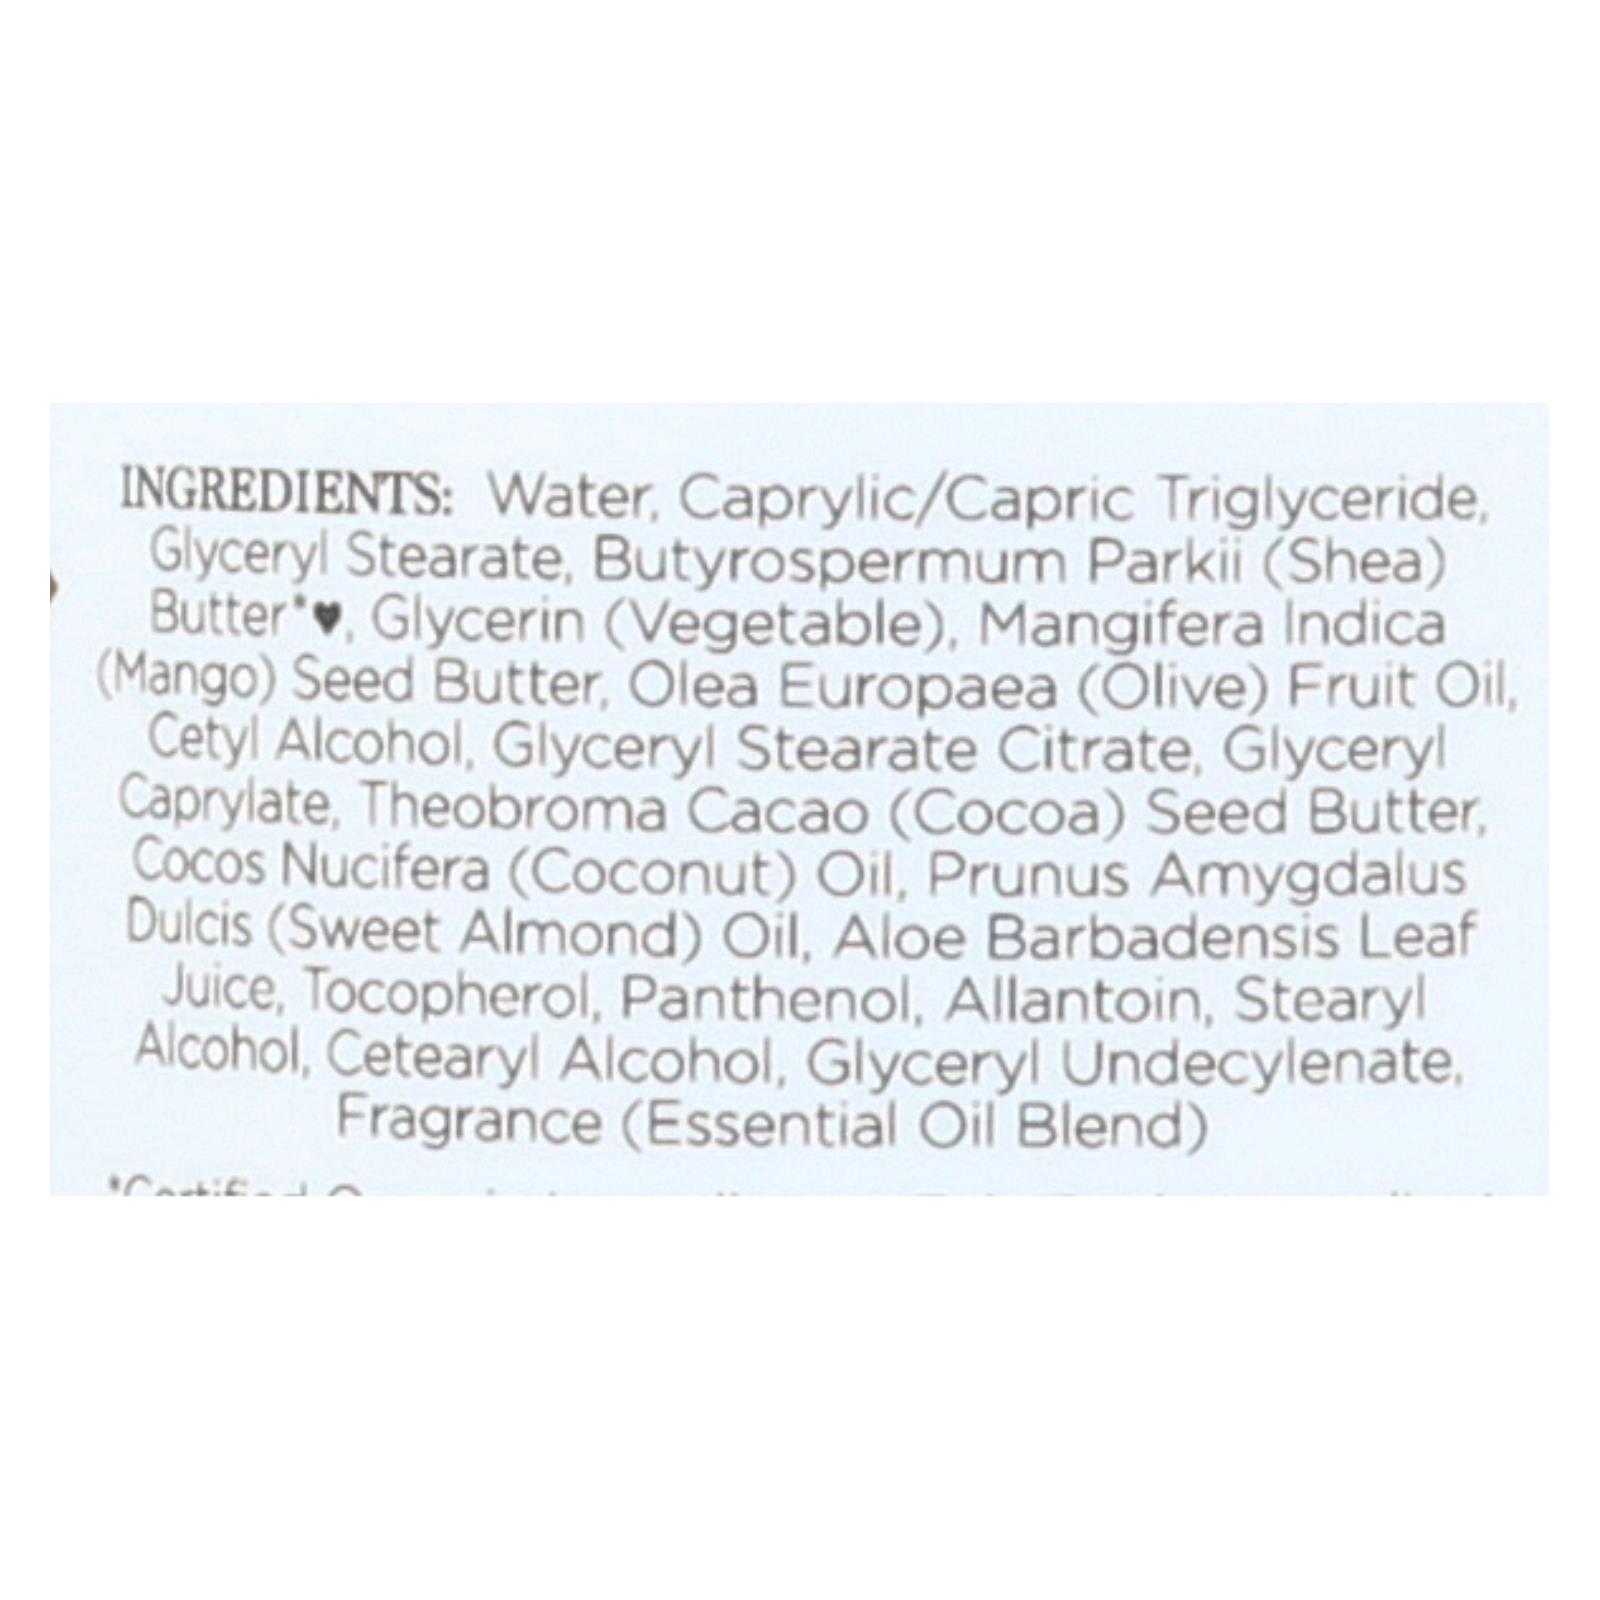 INGREDIENTS: Water, Caprylic/Capric Triglyceride,
Glyceryl Stearate, Butyrospermum Parkii (Shea)
Butter*♥, Glycerin (Vegetable), Mangifera Indica
(Mango) Seed Butter, Olea Europaea (Olive) Fruit Oil,
Cetyl Alcohol, Glyceryl Stearate Citrate, Glyceryl
Caprylate, Theobroma Cacao (Cocoa) Seed Butter,
Cocos Nucifera (Coconut) Oil, Prunus Amygdalus
Dulcis (Sweet Almond) Oil, Aloe Barbadensis Leaf
Juice, Tocopherol, Panthenol, Allantoin, Stearyl
Alcohol, Cetearyl Alcohol, Glyceryl Undecylenate,
Fragrance (Essential Oil Blend)
*Certified